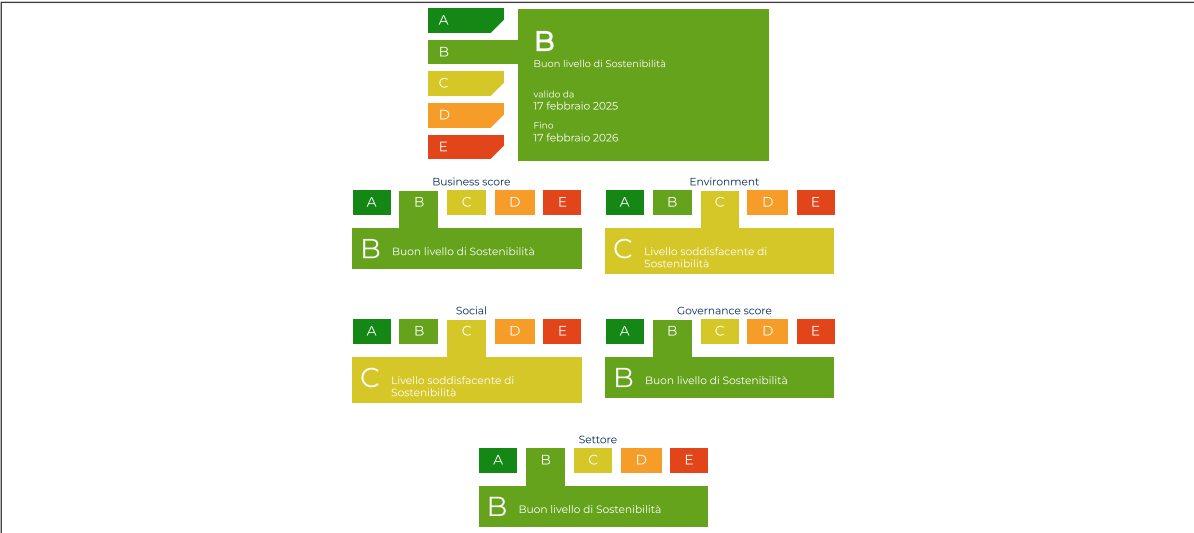 A
B
C
D
E
B
Buon livello di Sostenibilità
valido da
17 febbraio 2025
Fino
17 febbraio 2026
Business score
A B C D E
B Buon livello di Sostenibilità
Environment
A B C D E
C Livello soddisfacente di
Sostenibilità
Social
A B C D E
C Livello soddisfacente di
Sostenibilità
Governance score
A B C D E
B Buon livello di Sostenibilità
Settore
A B C D E
B Buon livello di Sostenibilità